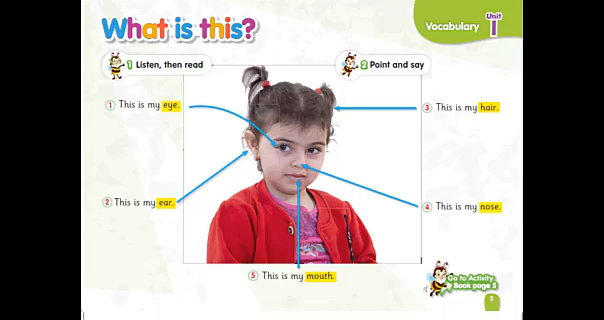 What is this?
Vocabulary Unit 1
1 Listen, then read
2 Point and say
1 This is my eye.
3 This is my hair.
2 This is my ear.
4 This is my nose.
5 This is my mouth.
Go to Activity
Book page 5
5